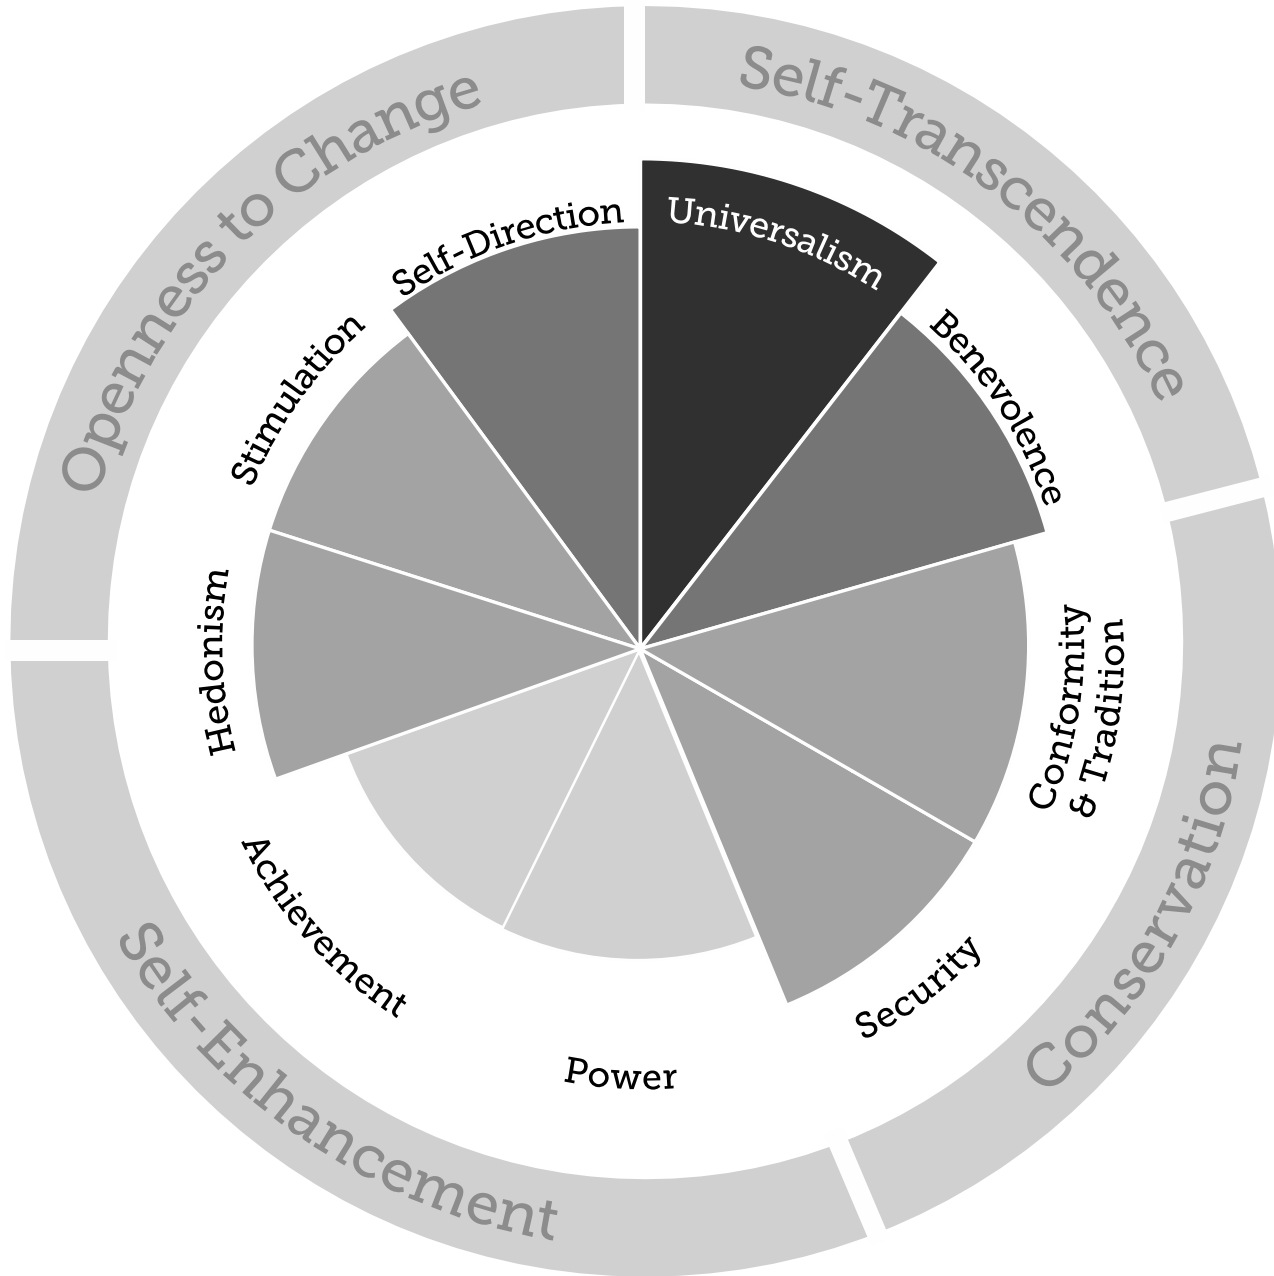 Openness to Change
Self-Transcendence
Conservation
Self-Enhancement
Universalism
Benevolence
Conformity
& Tradition
Security
Power
Achievement
Hedonism
Stimulation
Self-Direction